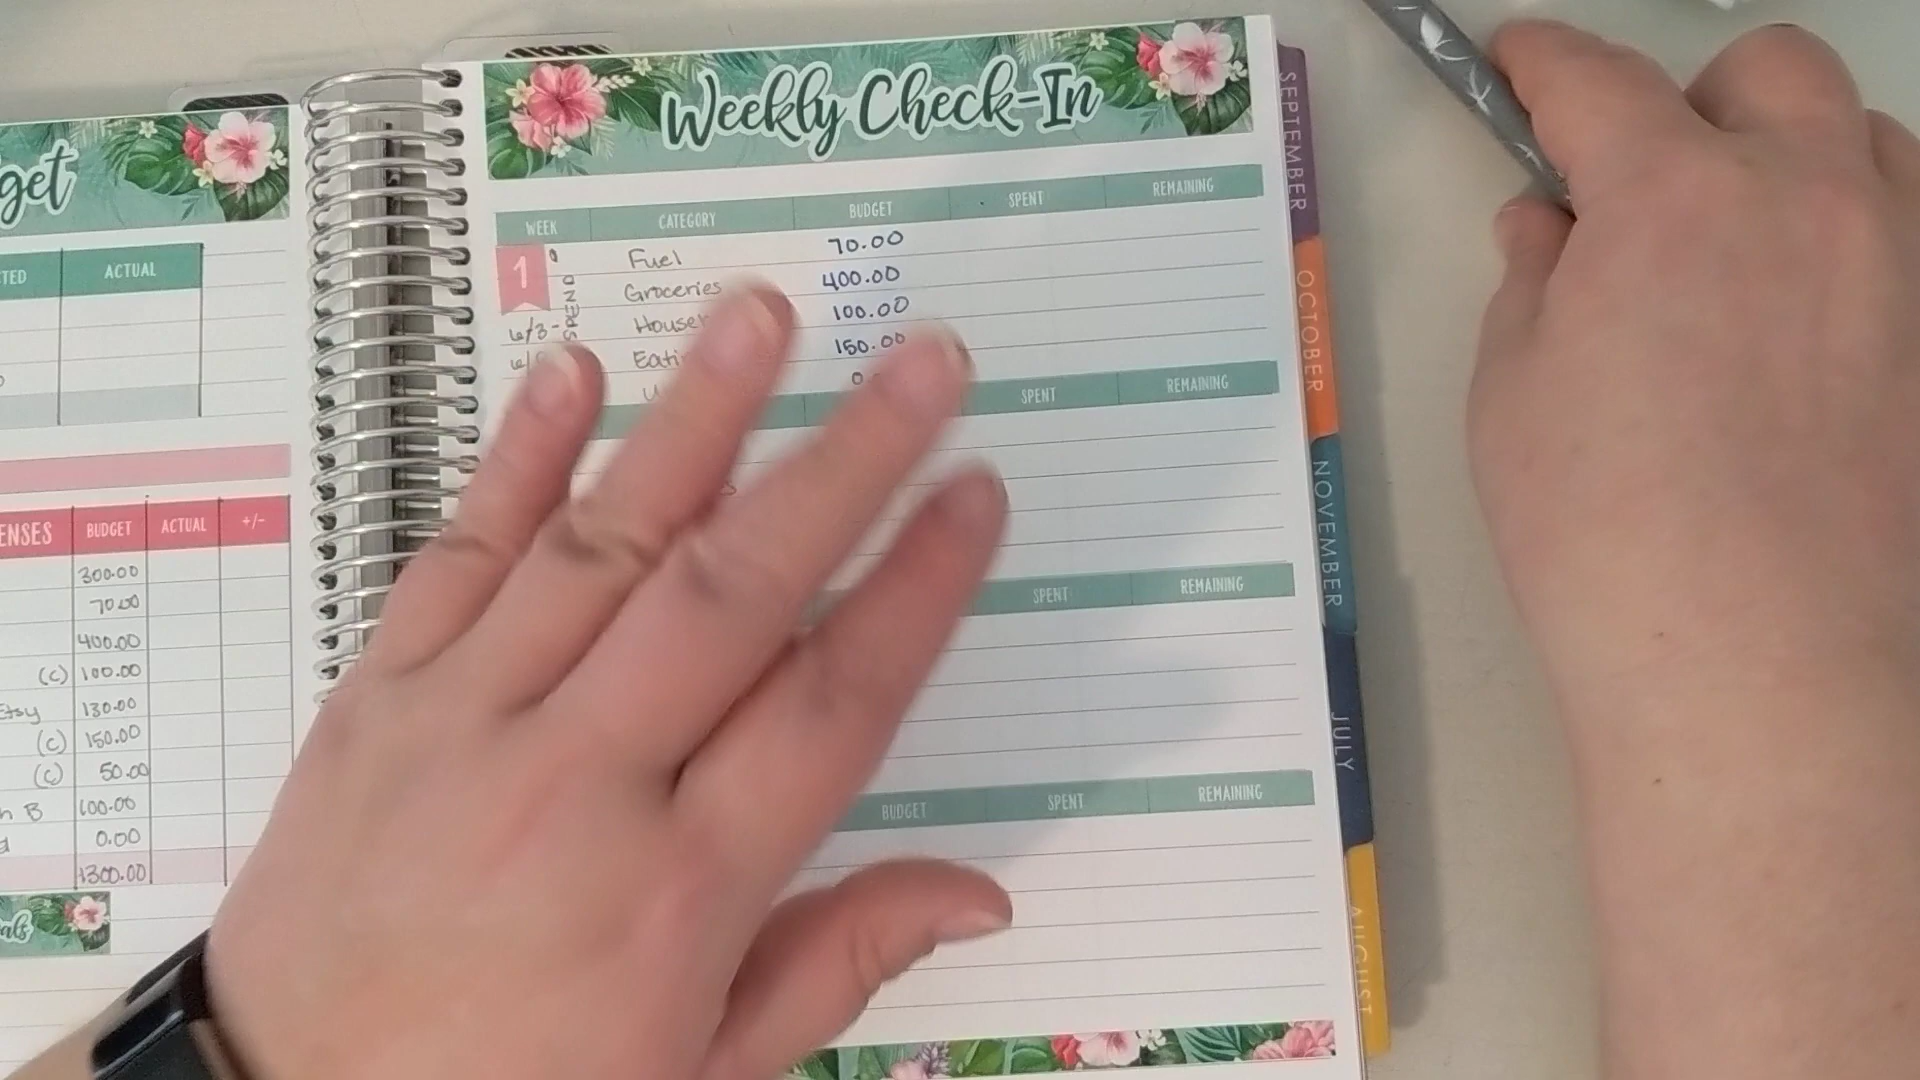 get
TED ACTUAL
ENSES BUDGET ACTUAL +/-
300.00
70.00
400.00
(c) 100.00
Etsy 130.00
(c) 150.00
(c) 50.00
B 100.00
0.00
1300.00
als
Weekly Check-In
WEEK CATEGORY BUDGET SPENT REMAINING
1 Fuel 70.00
Groceries 400.00
6/3- 100.00
150.00
SPENT REMAINING
SPENT REMAINING
BUDGET SPENT REMAINING
SEPTEMBER
OCTOBER
NOVEMBER
JULY
AUGUST